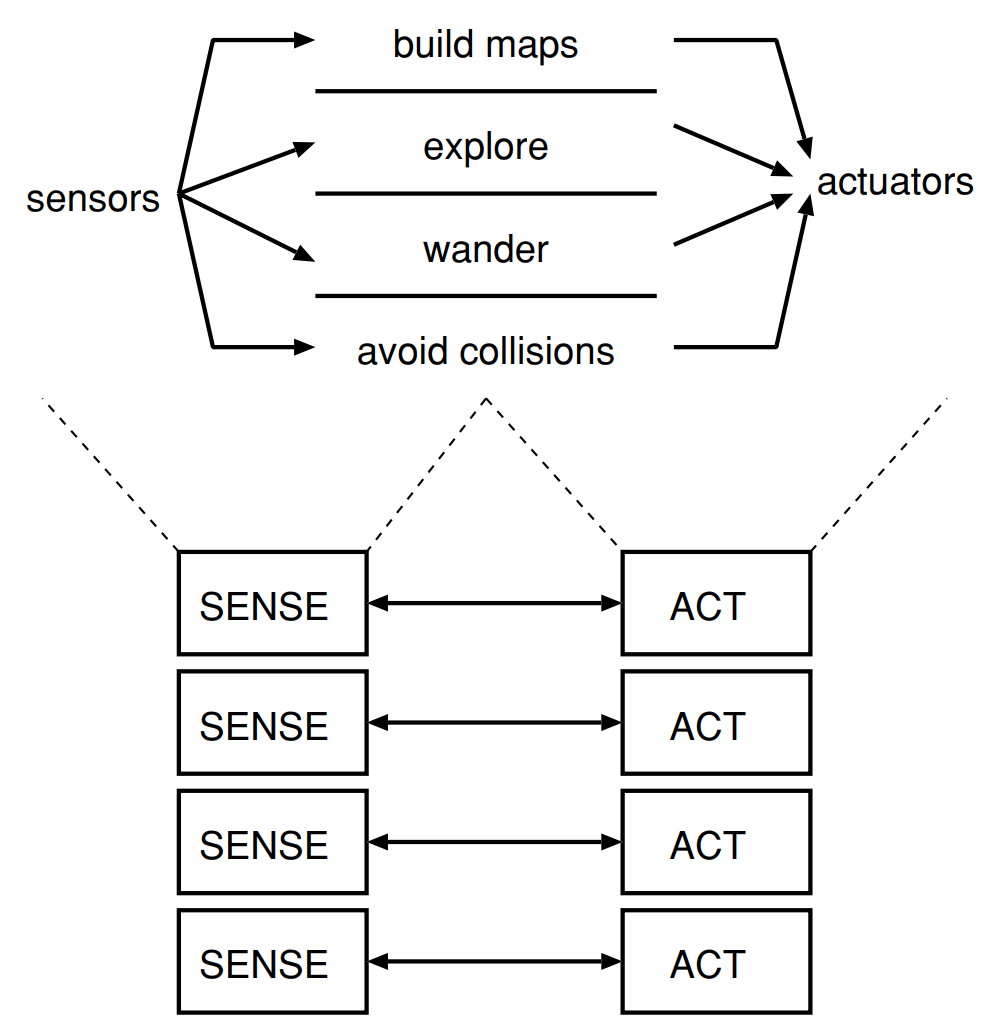 build maps
explore
sensors
actuators
wander
avoid collisions
SENSE
ACT
SENSE
ACT
SENSE
ACT
SENSE
ACT